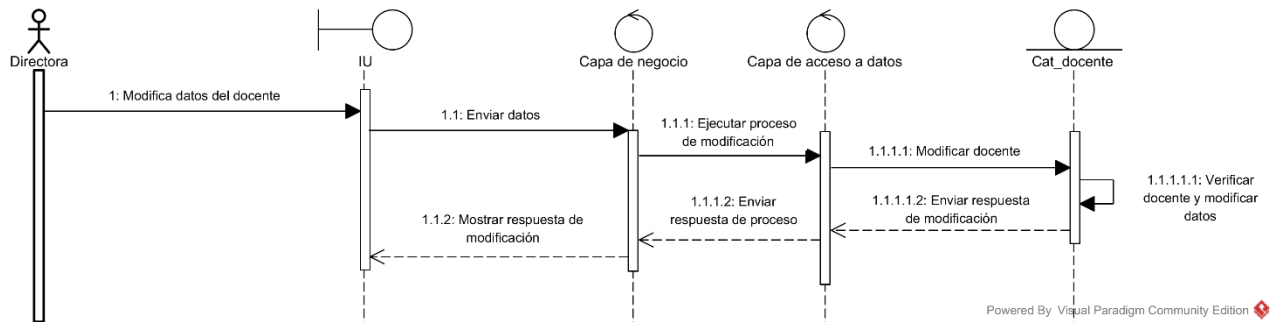 Directora
IU
Capa de negocio
Capa de acceso a datos
Cat_docente
1: Modifica datos del docente
1.1: Enviar datos
1.1.1: Ejecutar proceso
de modificación
1.1.1.1: Modificar docente
1.1.1.1.1: Verificar
docente y modificar
datos
1.1.1.1.2: Enviar respuesta
de modificación
1.1.1.2: Enviar
respuesta de proceso
1.1.2: Mostrar respuesta de
modificación
Powered By Visual Paradigm Community Edition